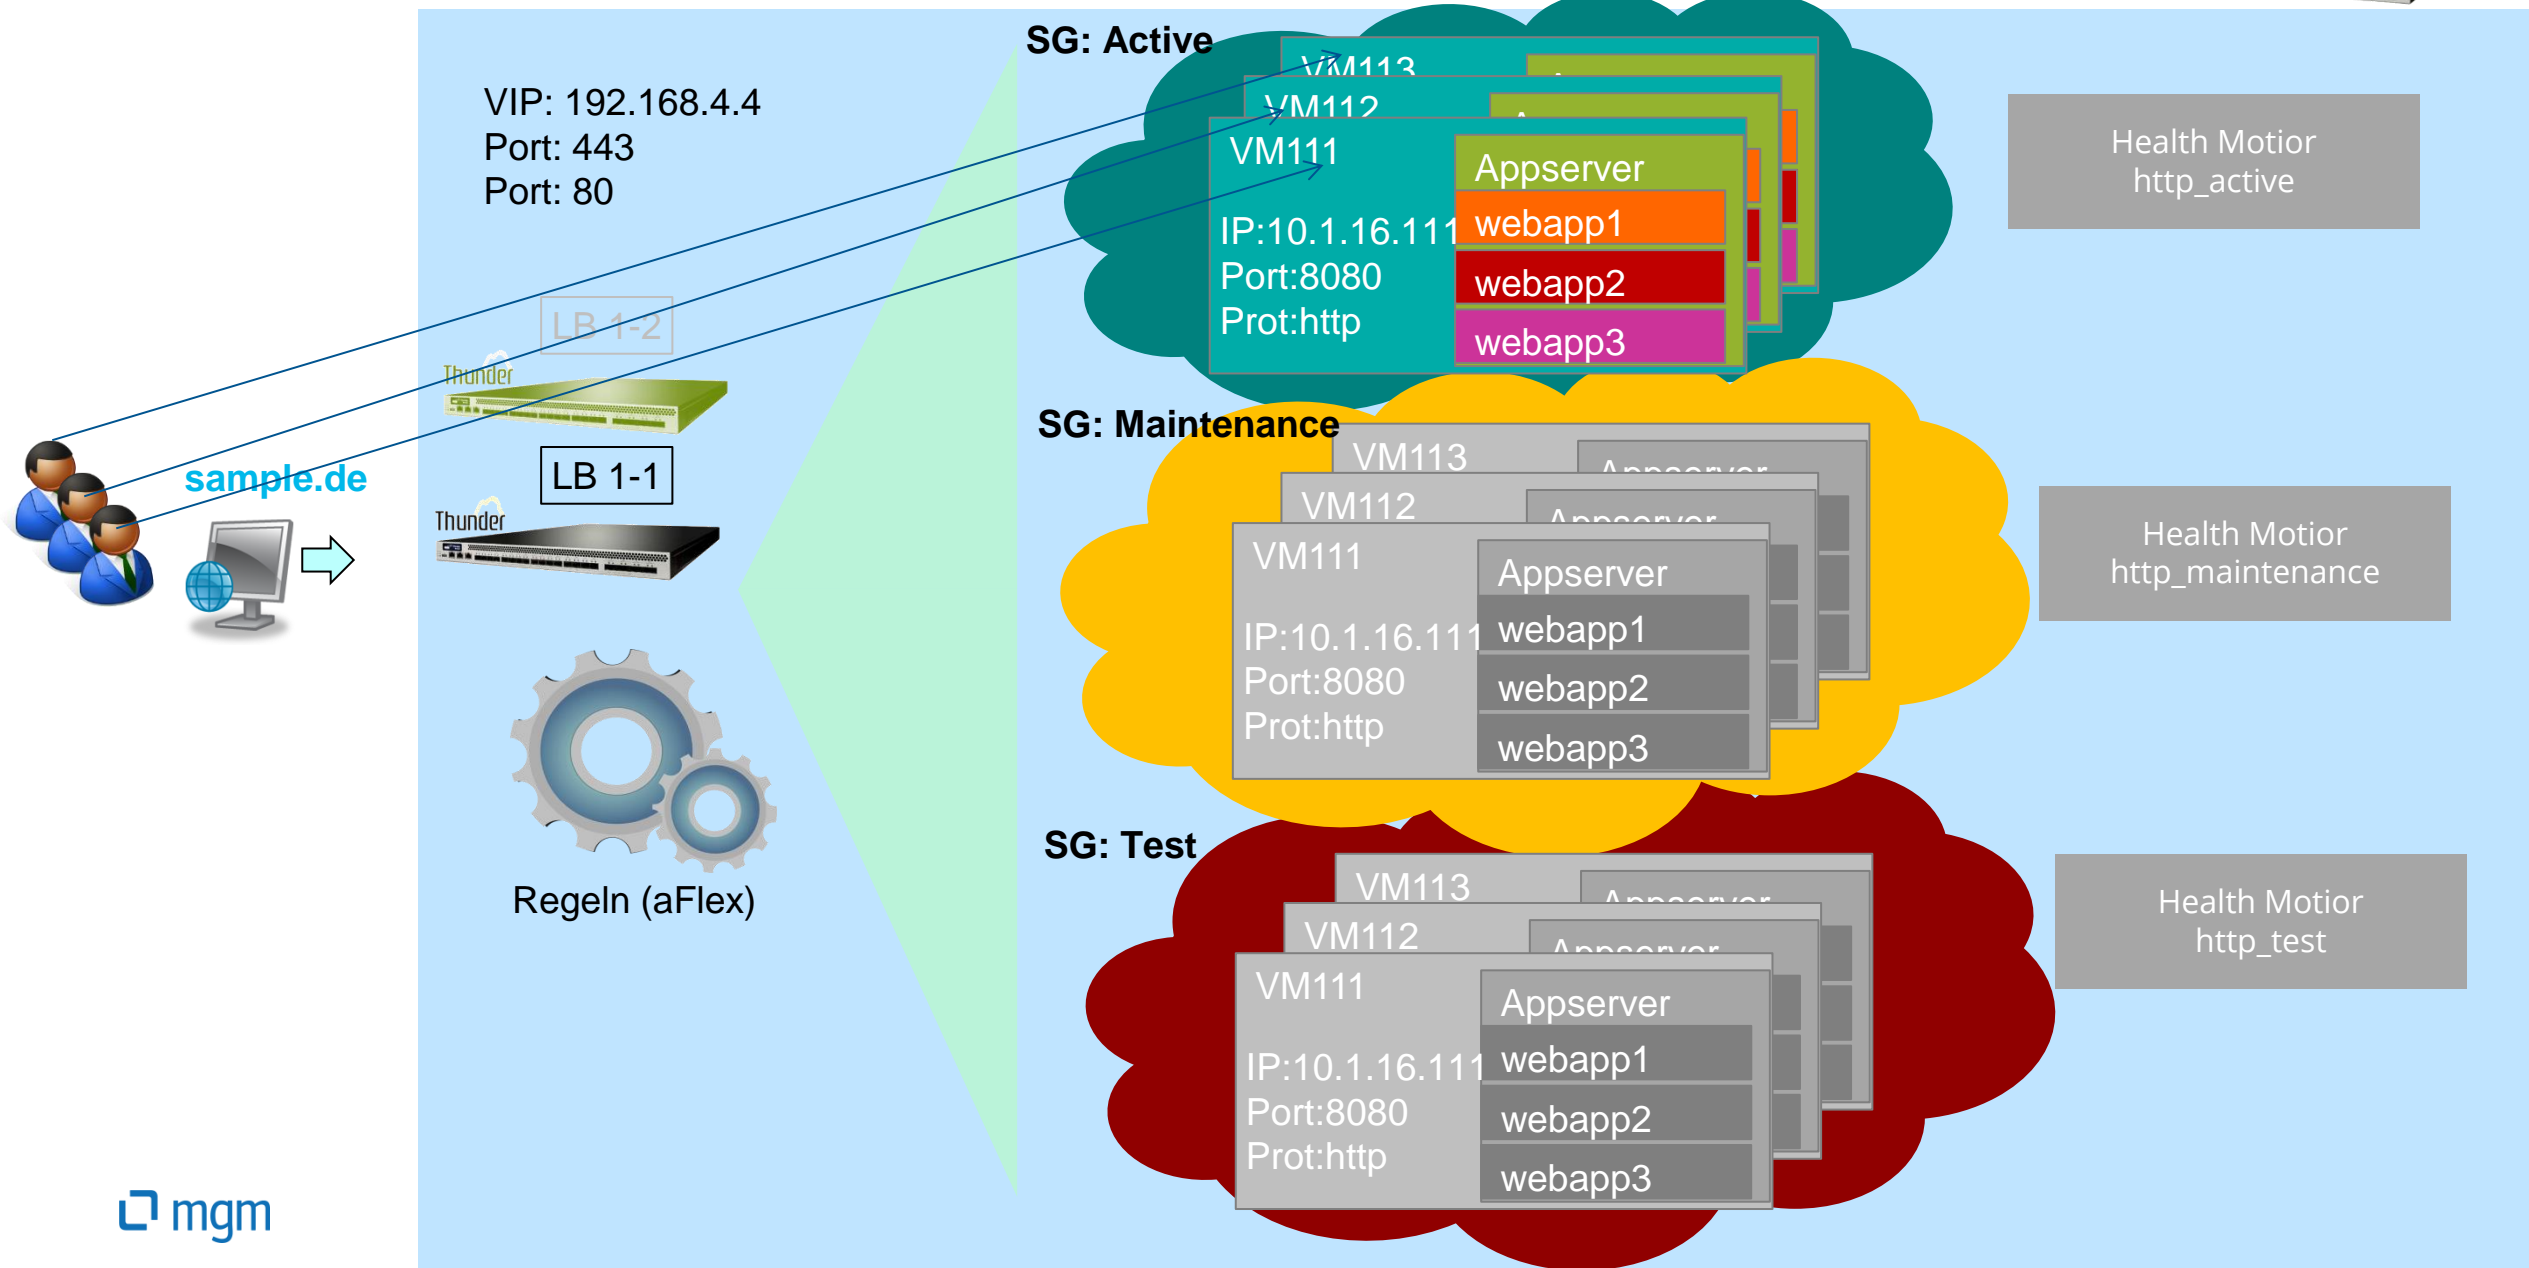 SG: Active
VIP: 192.168.4.4
Port: 443
Port: 80
VM113
VM112
VM111
Appserver
IP:10.1.16.111
Port:8080
Prot:http
webapp1
webapp2
webapp3
Health Motior
http_active
LB 1-2
Thunder
LB 1-1
Thunder
sample.de
Regeln (aFlex)
SG: Maintenance
VM113
Appserver
VM112
Appserver
VM111
Appserver
IP:10.1.16.111
Port:8080
Prot:http
webapp1
webapp2
webapp3
Health Motior
http_maintenance
SG: Test
VM113
Appserver
VM112
Appserver
VM111
Appserver
IP:10.1.16.111
Port:8080
Prot:http
webapp1
webapp2
webapp3
Health Motior
http_test
mgm